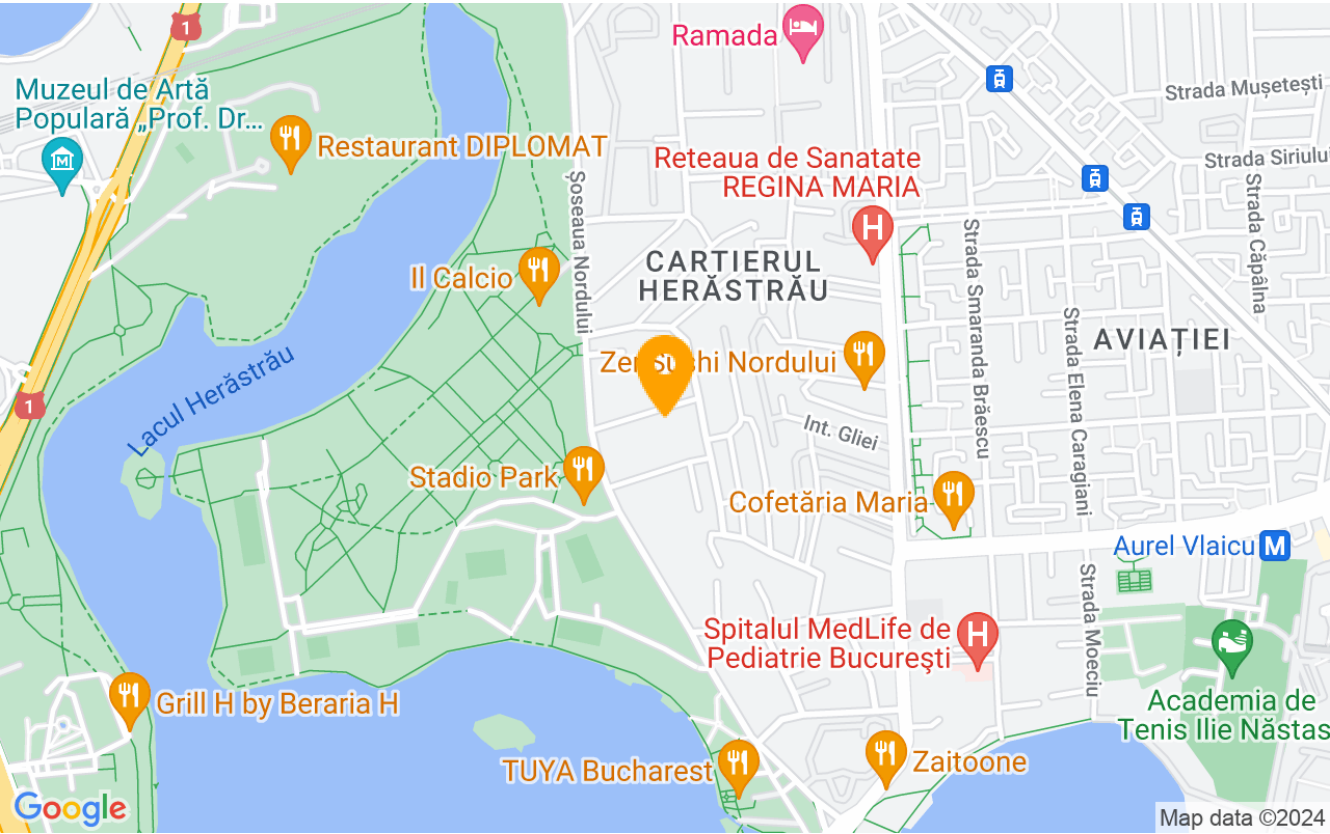 1
Ramada
Muzeul de Artă
Populară „Prof. Dr...
Strada Mușetești
Restaurant DIPLOMAT
Reteaua de Sanatate
REGINA MARIA
Strada Siriului
Șoseaua Nordului
Strada Căpâlna
H
CARTIERUL
HERĂSTRĂU
Il Calcio
Strada Smaranda Brăescu
Strada Elena Caragiani
AVIAȚIEI
Lacul Herăstrău
Nordului
1
Int. Gliei
Stadio Park
Cofetăria Maria
Aurel Vlaicu M
Strada Moeciu
Spitalul MedLife de
Pediatrie Bucureşti
H
Grill H by Beraria H
Academia de
Tenis Ilie Năstas
TUYA Bucharest
Zaitoone
Google
Map data ©2024